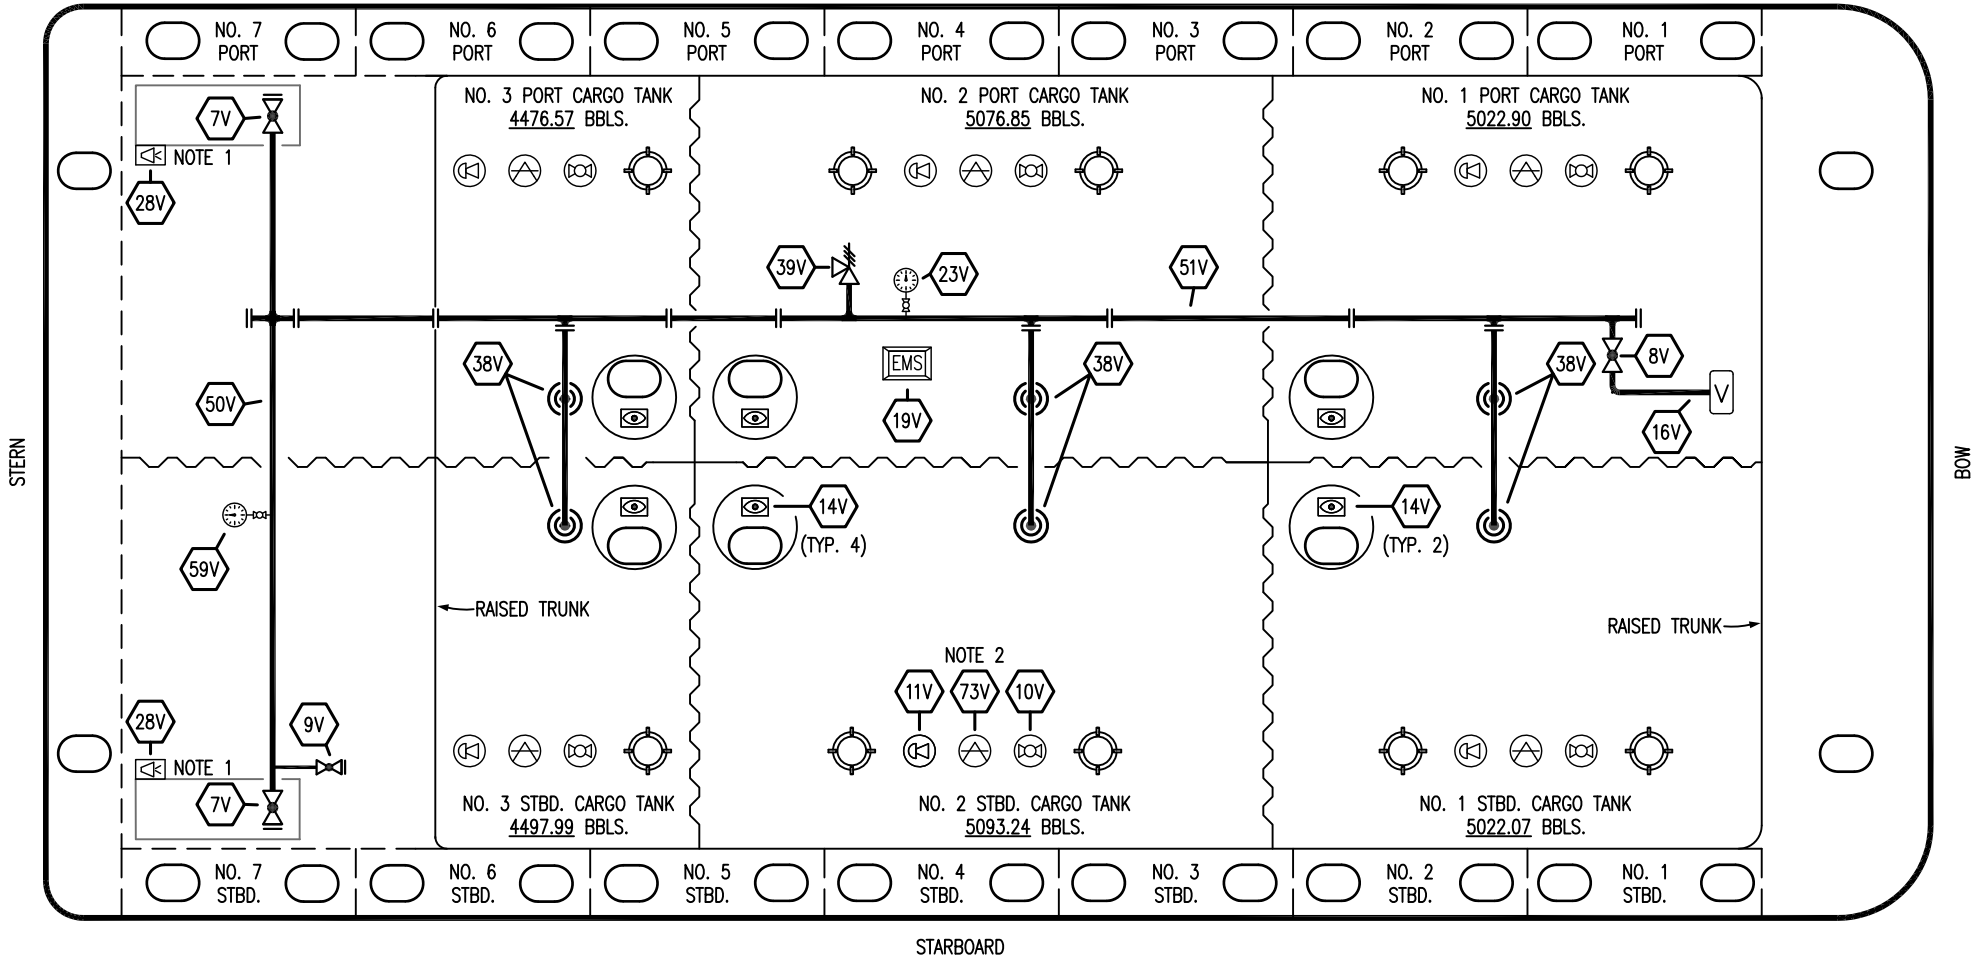 NO. 7
PORT
NO. 6
PORT
NO. 5
PORT
NO. 4
PORT
NO. 3
PORT
NO. 2
PORT
NO. 1
PORT
NO. 3 PORT CARGO TANK
4476.57 BBLS.
NO. 2 PORT CARGO TANK
5076.85 BBLS.
NO. 1 PORT CARGO TANK
5022.90 BBLS.
7V
NOTE 1
28V
39V
23V
51V
38V
EMS
38V
38V
8V
V
50V
19V
16V
STERN
BOW
14V
(TYP. 4)
14V
(TYP. 2)
59V
RAISED TRUNK
RAISED TRUNK
NOTE 2
11V
73V
10V
28V
9V
NOTE 1
7V
NO. 3 STBD. CARGO TANK
4497.99 BBLS.
NO. 2 STBD. CARGO TANK
5093.24 BBLS.
NO. 1 STBD. CARGO TANK
5022.07 BBLS.
NO. 7
STBD.
NO. 6
STBD.
NO. 5
STBD.
NO. 4
STBD.
NO. 3
STBD.
NO. 2
STBD.
NO. 1
STBD.
STARBOARD